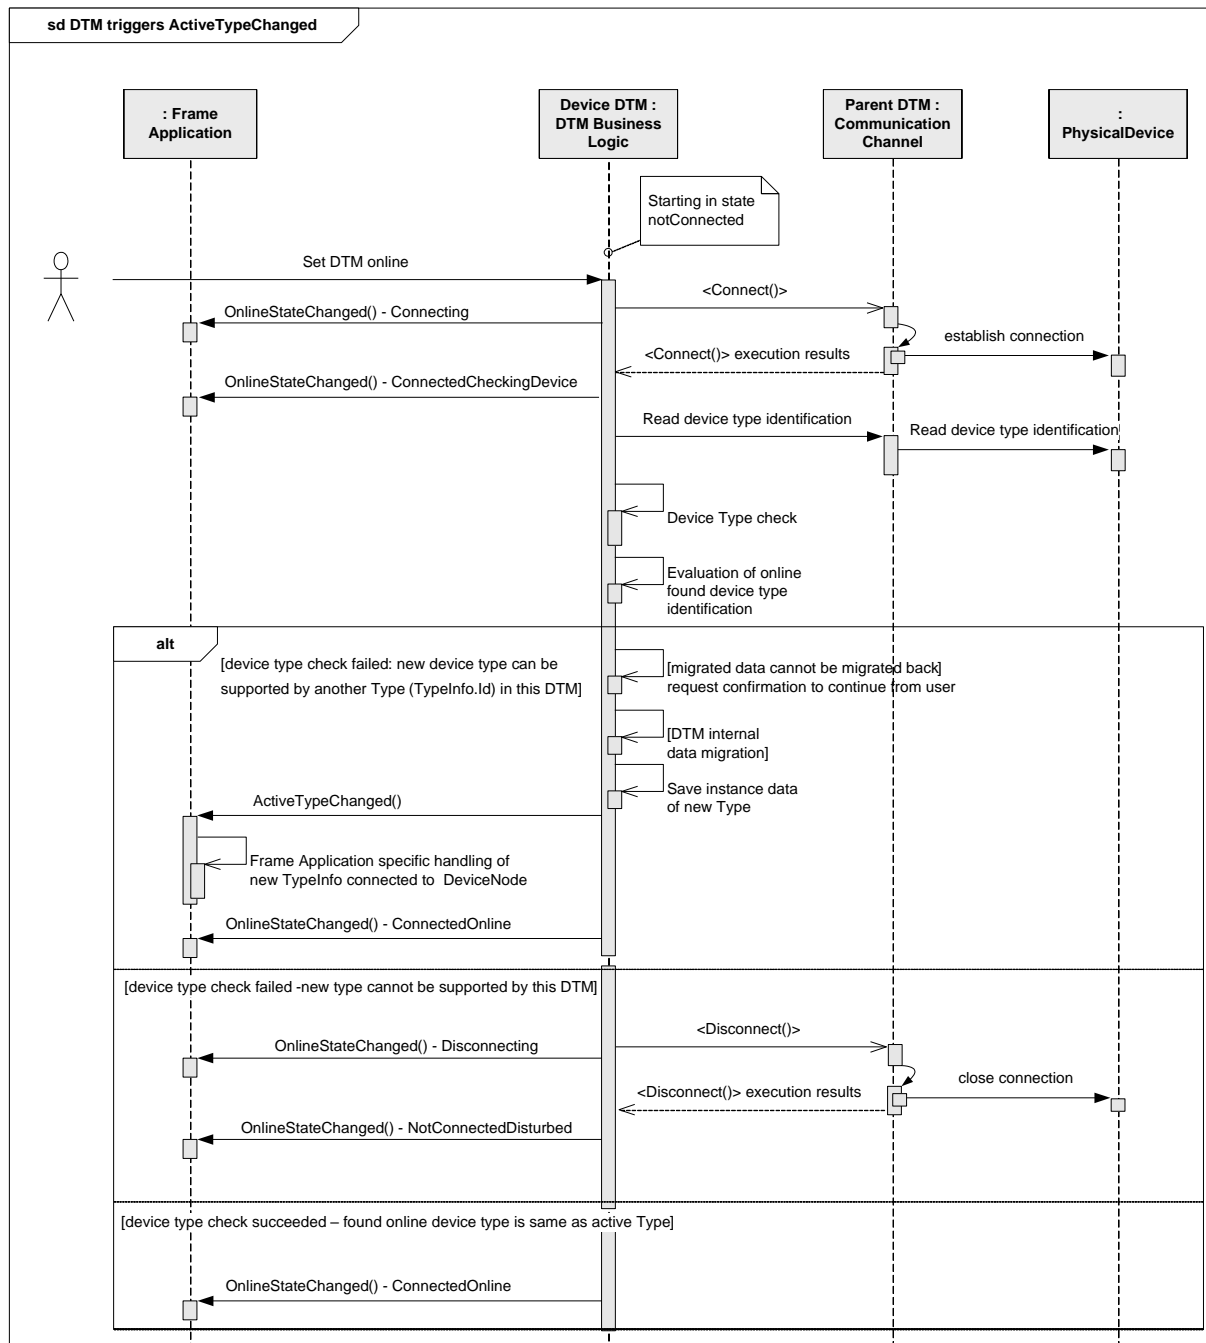 sd DTM triggers ActiveTypeChanged
: Frame
Application
Device DTM :
DTM Business
Logic
Parent DTM :
Communication
Channel
:
PhysicalDevice
Starting in state
notConnected
Set DTM online
<Connect()>
OnlineStateChanged() - Connecting
establish connection
<Connect()> execution results
OnlineStateChanged() - ConnectedCheckingDevice
Read device type identification
Read device type identification
Device Type check
Evaluation of online
found device type
identification
alt
[device type check failed: new device type can be
supported by another Type (TypeInfo.Id) in this DTM]
[migrated data cannot be migrated back]
request confirmation to continue from user
[DTM internal
data migration]
Save instance data
of new Type
ActiveTypeChanged()
Frame Application specific handling of
new TypeInfo connected to  DeviceNode
OnlineStateChanged() - ConnectedOnline
[device type check failed -new type cannot be supported by this DTM]
<Disconnect()>
OnlineStateChanged() - Disconnecting
close connection
<Disconnect()> execution results
OnlineStateChanged() - NotConnectedDisturbed
[device type check succeeded – found online device type is same as active Type]
OnlineStateChanged() - ConnectedOnline